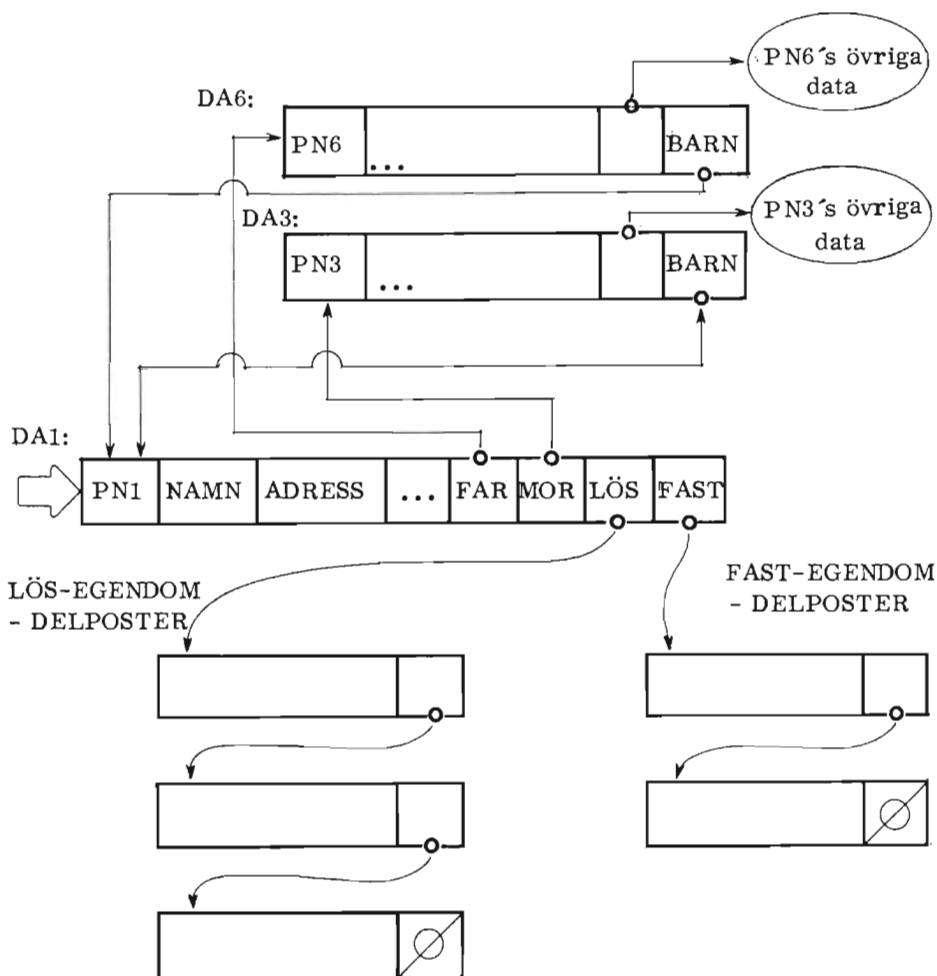 PN6´s övriga
data
DA6:
PN6
...
BARN
DA3:
PN3´s övriga
data
PN3
...
BARN
DA1:
PN1 NAMN ADRESS ... FAR MOR LÖS FAST
LÖS-EGENDOM
- DELPOSTER
FAST-EGENDOM
- DELPOSTER